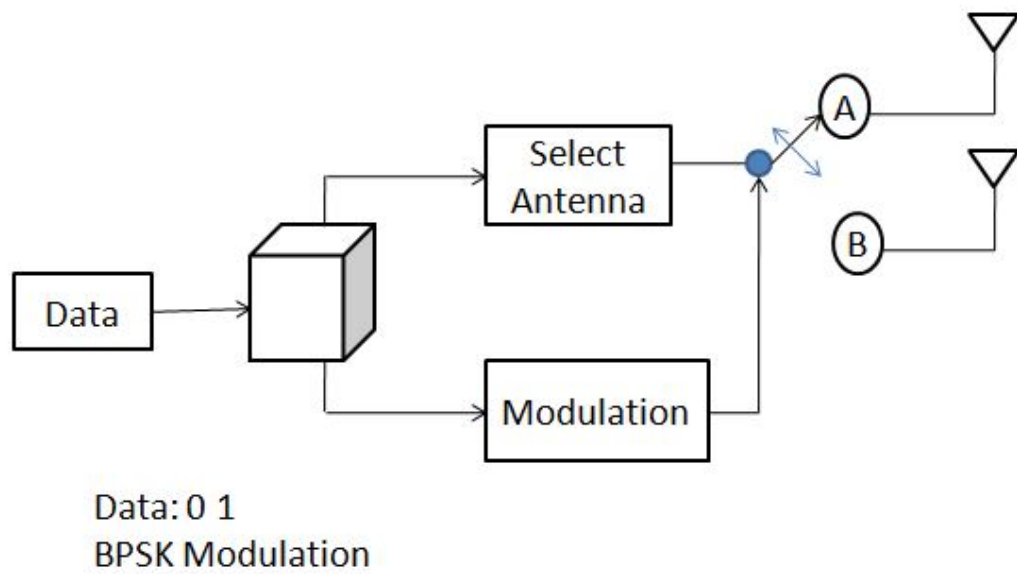 Data
Select
Antenna
Modulation
A
B
Data: 0 1
BPSK Modulation